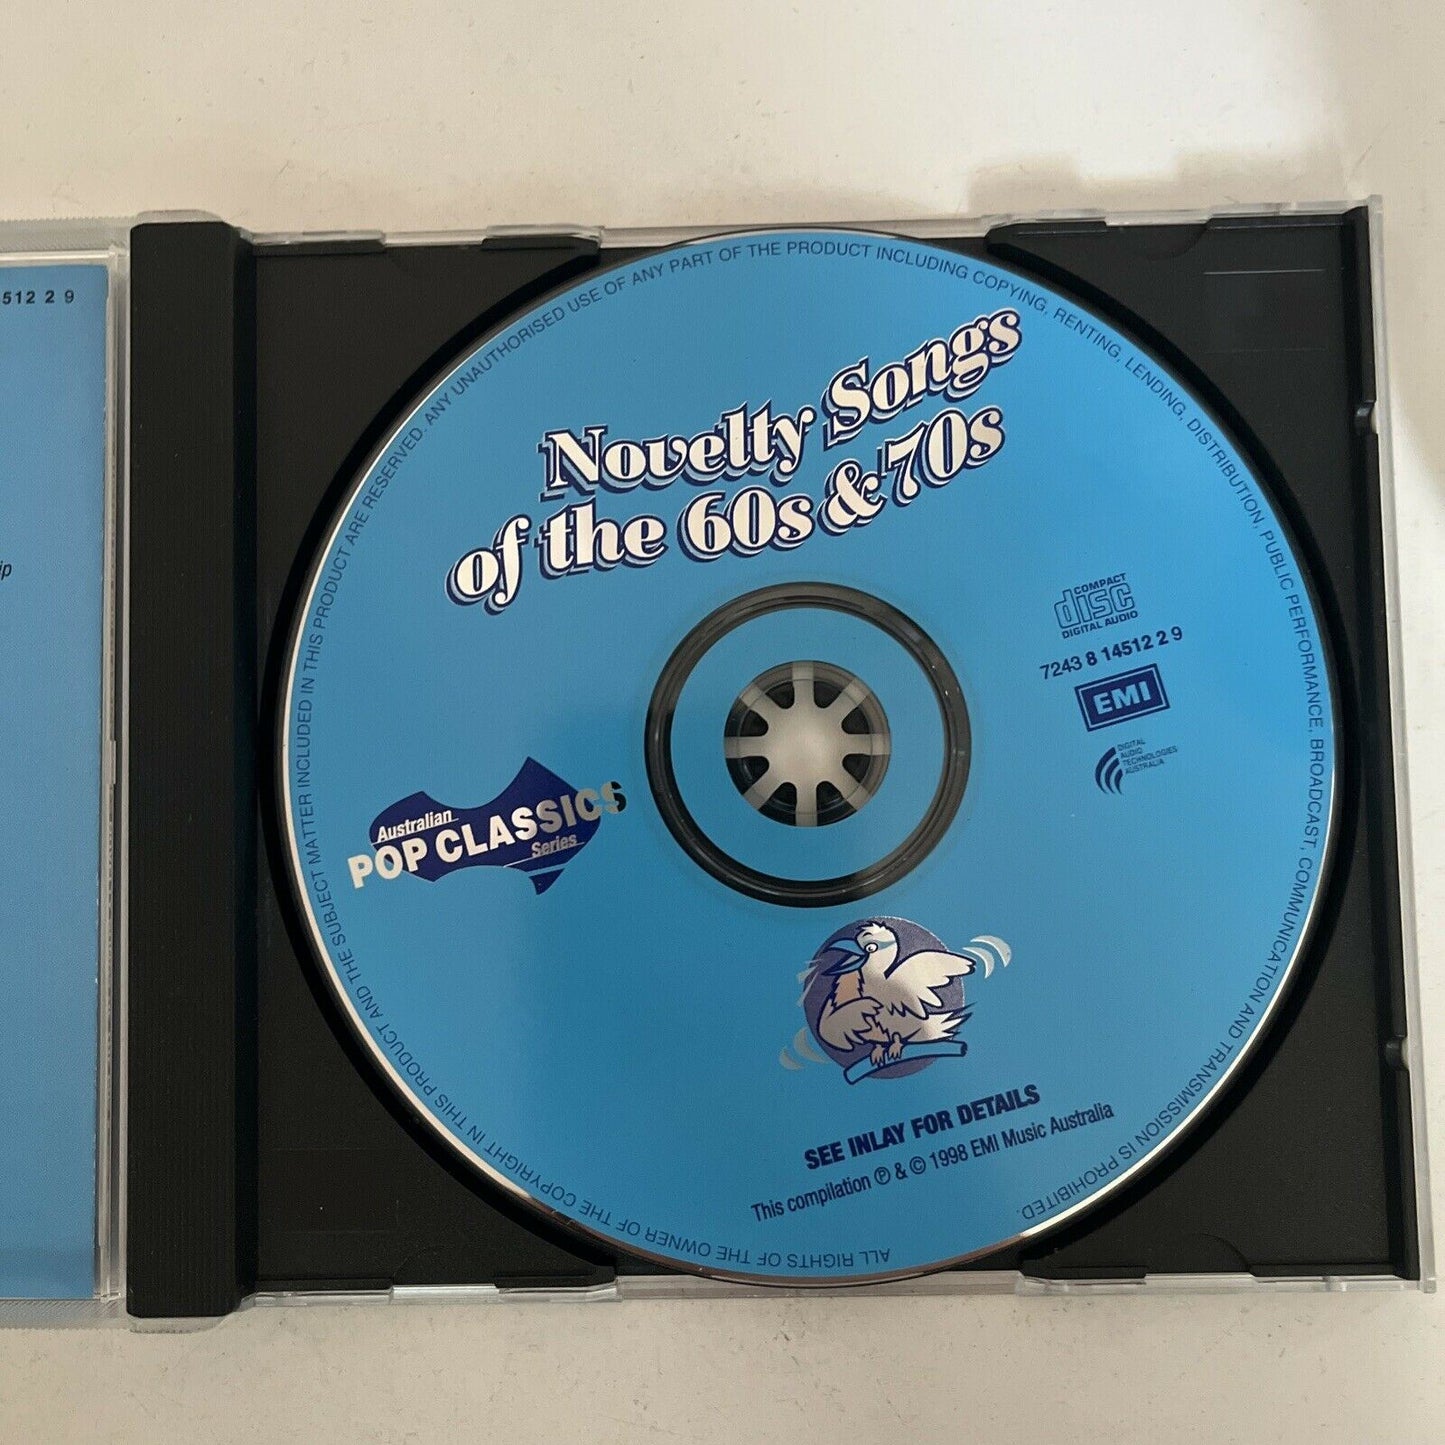 512 2 9
ip
Novelty Songs
of the 60s & 70s
COMPACT
disc
DIGITAL AUDIO
7243 8 14512 2 9
EMI
DIGITAL
AUDIO
TECHNOLOGIES
AUSTRALIA
Australian
POP CLASSICS
Series
SEE INLAY FOR DETAILS
This compilation ℗ & © 1998 EMI Music Australia
ALL RIGHTS OF THE OWNER OF THE COPYRIGHT IN THIS PRODUCT AND THE SUBJECT MATTER INCLUDED IN THIS PRODUCT ARE RESERVED. ANY UNAUTHORISED USE OF ANY PART OF THE PRODUCT INCLUDING COPYING, RENTING, LENDING, DISTRIBUTION, PUBLIC PERFORMANCE, BROADCAST, COMMUNICATION AND TRANSMISSION IS PROHIBITED.